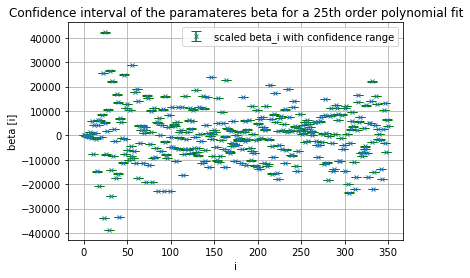 Confidence interval of the paramateres beta for a 25th order polynomial fit
scaled beta_i with confidence range
beta [i]
40000
30000
20000
10000
0
−10000
−20000
−30000
−40000
0 50 100 150 200 250 300 350
i